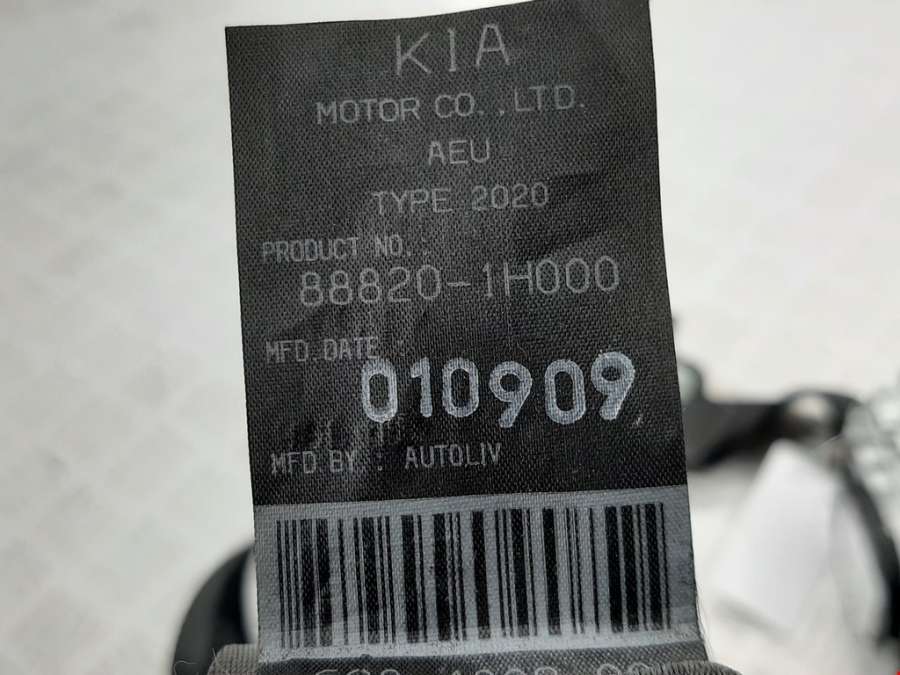 KIA
MOTOR CO.,LTD.
AEU
TYPE 2020
PRODUCT NO.:
88820-1H000
MFD. DATE :
010909
MFD BY : AUTOLIV